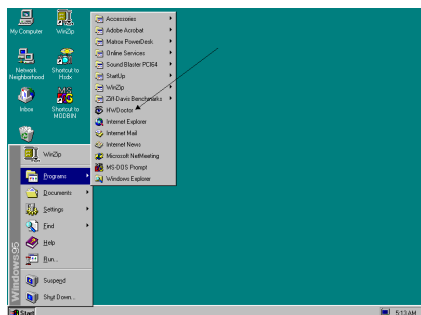 My Computer
WinZip
Network
Neighborhood
Shortcut to
Hxdx
Inbox
Shortcut to
MODBIN
Accessories
Adobe Acrobat
Matrox PowerDesk
Online Services
Sound Blaster PCI64
StartUp
WinZip
Ziff-Davis Benchmarks
HWDoctor
Internet Explorer
Internet Mail
Internet News
Microsoft NetMeeting
MS-DOS Prompt
Windows Explorer
WinZip
Programs
Documents
Settings
Find
Help
Run...
Suspend
Shut Down...
Windows95
Start
5:13 AM